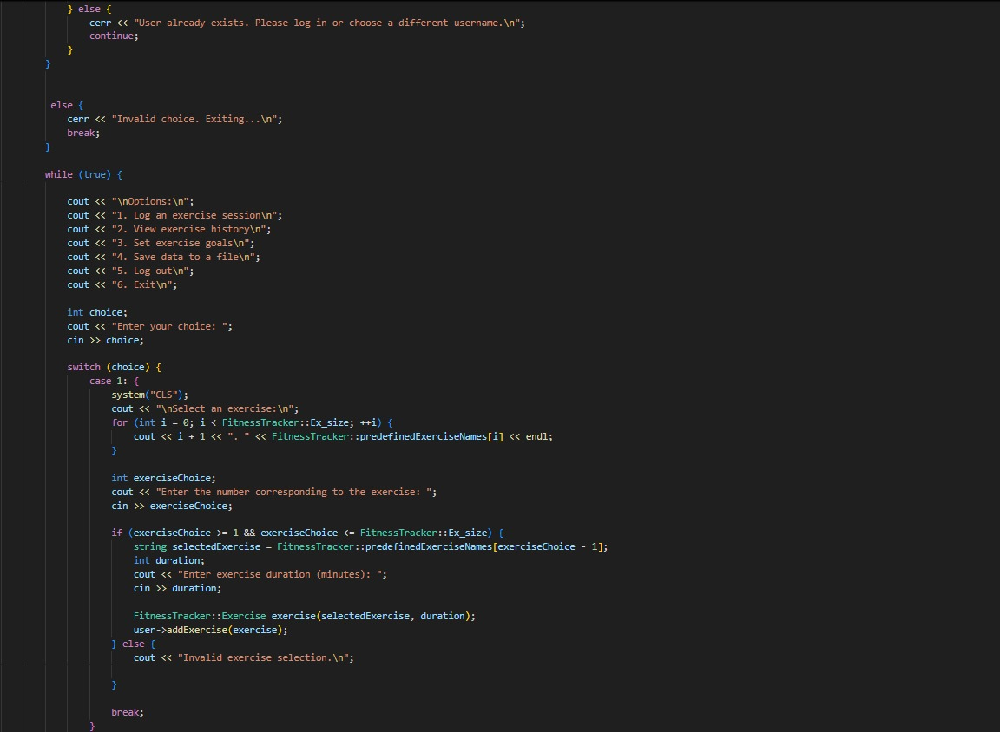 } else {
cerr << "User already exists. Please log in or choose a different username.\n";
continue;
}
}
else {
cerr << "Invalid choice. Exiting...\n";
break;
}
while (true) {
cout << "\nOptions:\n";
cout << "1. Log an exercise session\n";
cout << "2. View exercise history\n";
cout << "3. Set exercise goals\n";
cout << "4. Save data to a file\n";
cout << "5. Log out\n";
cout << "6. Exit\n";
int choice;
cout << "Enter your choice: ";
cin >> choice;
switch (choice) {
case 1: {
system("CLS");
cout << "\nSelect an exercise:\n";
for (int i = 0; i < FitnessTracker::Ex_size; ++i) {
cout << i + 1 << ". " << FitnessTracker::predefinedExerciseNames[i] << endl;
}
int exerciseChoice;
cout << "Enter the number corresponding to the exercise: ";
cin >> exerciseChoice;
if (exerciseChoice >= 1 && exerciseChoice <= FitnessTracker::Ex_size) {
string selectedExercise = FitnessTracker::predefinedExerciseNames[exerciseChoice - 1];
int duration;
cout << "Enter exercise duration (minutes): ";
cin >> duration;
FitnessTracker::Exercise exercise(selectedExercise, duration);
user->addExercise(exercise);
} else {
cout << "Invalid exercise selection.\n";
}
break;
}